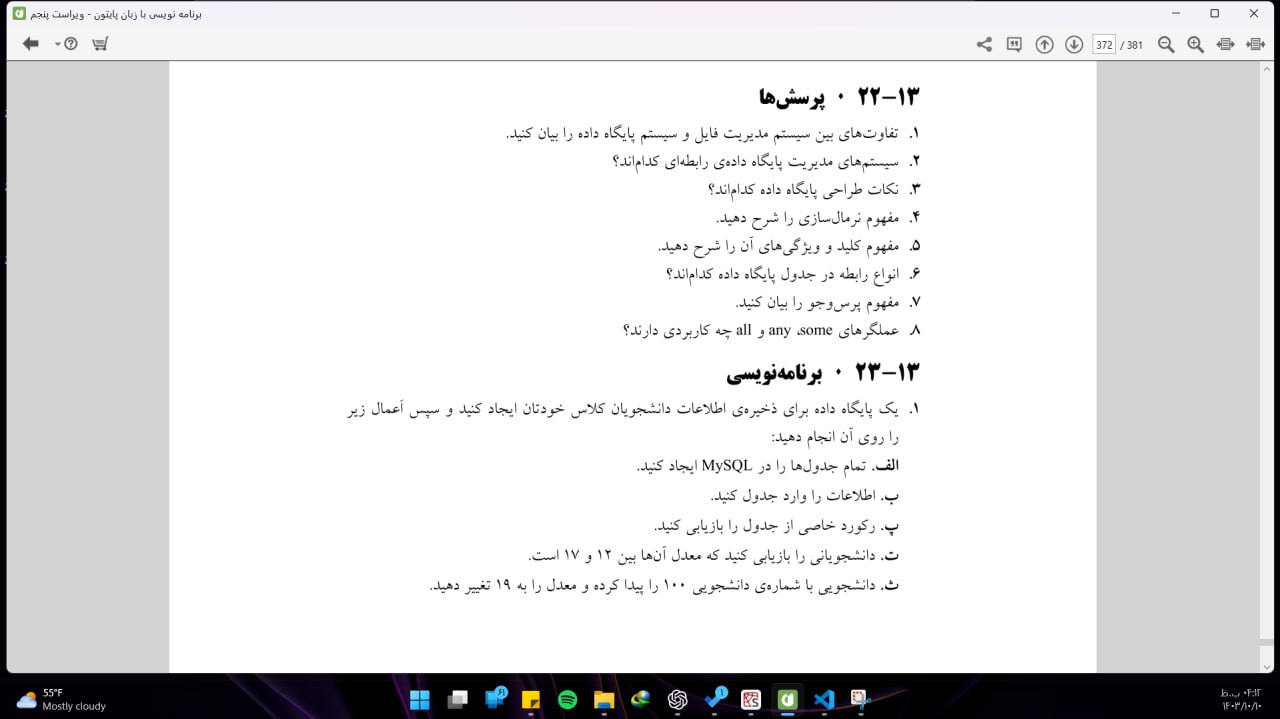 برنامه نویسی با زبان پایتون - ویراست پنجم
372 / 381
۱۳-۲۲ • پرسش‌ها
۱. تفاوت‌های بین سیستم مدیریت فایل و سیستم پایگاه داده را بیان کنید.
۲. سیستم‌های مدیریت پایگاه داده‌ی رابطه‌ای کدام‌اند؟
۳. نکات طراحی پایگاه داده کدام‌اند؟
۴. مفهوم نرمال‌سازی را شرح دهید.
۵. مفهوم کلید و ویژگی‌های آن را شرح دهید.
۶. انواع رابطه در جدول پایگاه داده کدام‌اند؟
۷. مفهوم پرس‌وجو را بیان کنید.
۸. عملگرهای some، any و all چه کاربردی دارند؟
۱۳-۲۳ • برنامه‌نویسی
۱. یک پایگاه داده برای ذخیره‌ی اطلاعات دانشجویان کلاس خودتان ایجاد کنید و سپس اَعمال زیر
را روی آن انجام دهید:
الف. تمام جدول‌ها را در MySQL ایجاد کنید.
ب. اطلاعات را وارد جدول کنید.
پ. رکورد خاصی از جدول را بازیابی کنید.
ت. دانشجویانی را بازیابی کنید که معدل آن‌ها بین ۱۲ و ۱۷ است.
ث. دانشجویی با شماره‌ی دانشجویی ۱۰۰ را پیدا کرده و معدل را به ۱۹ تغییر دهید.
55°F
Mostly cloudy
۰۴:۱۲ ب.ظ
۱۴۰۳/۱۰/۱۰